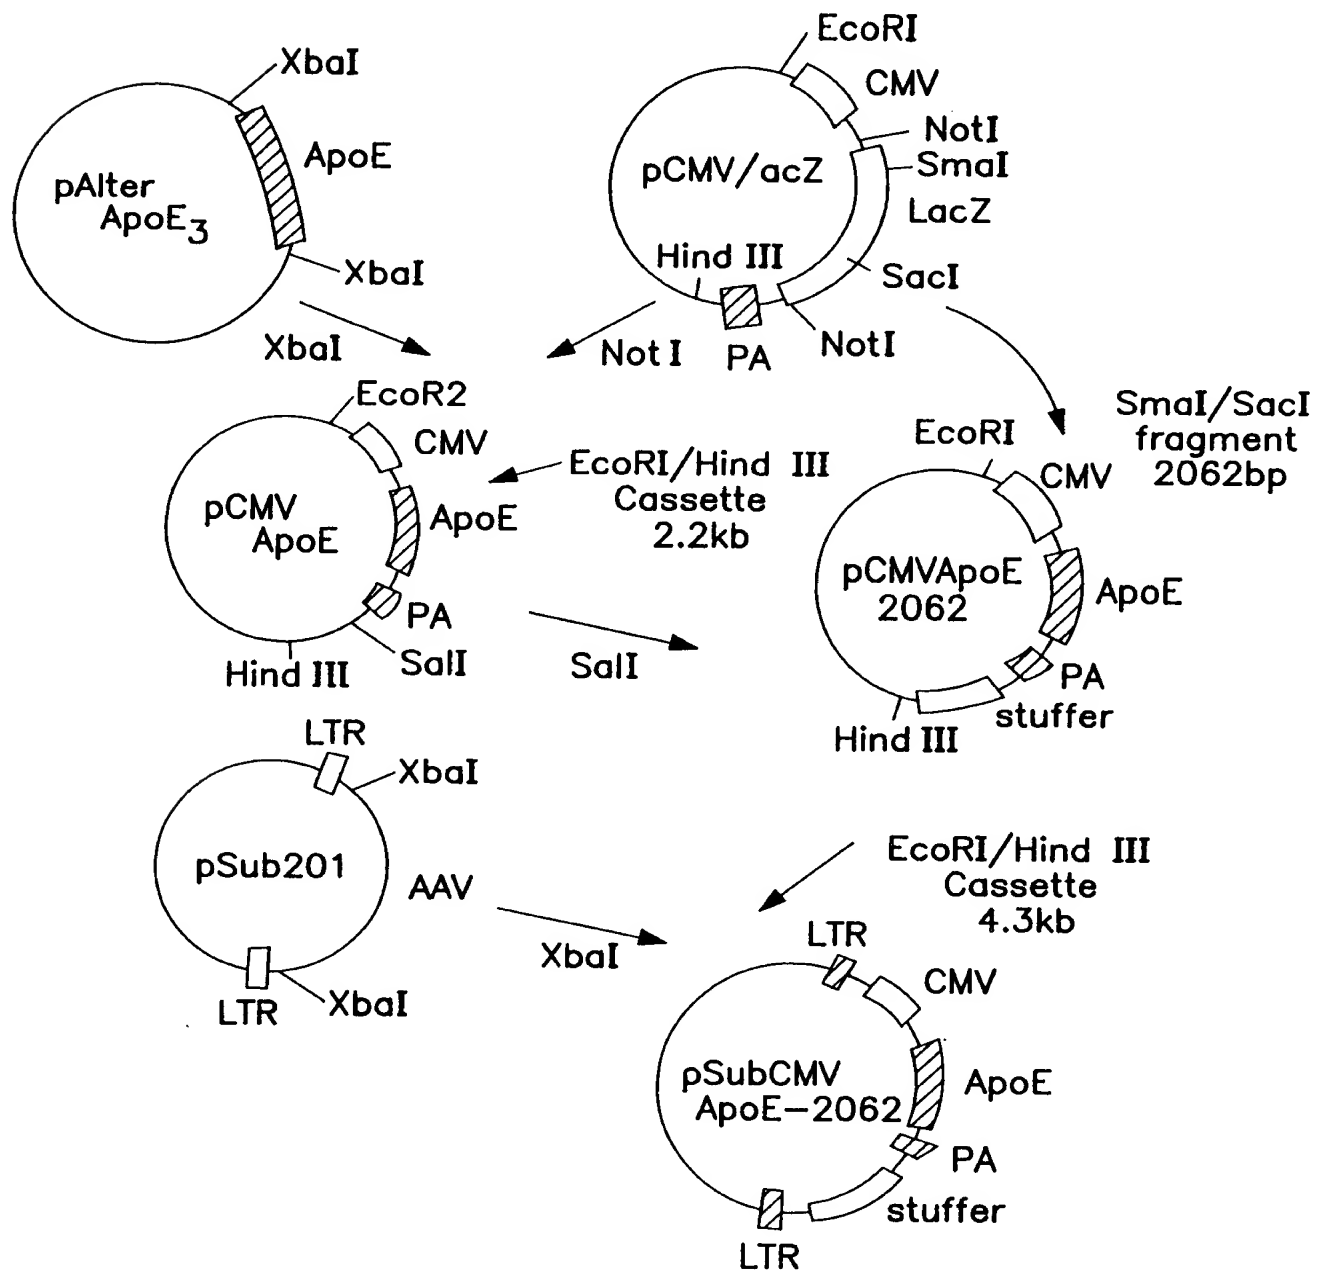 XbaI
ApoE
pAlter
ApoE3
XbaI
XbaI
EcoRI
CMV
NotI
SmaI
pCMV/acZ
LacZ
Hind III
SacI
NotI
PA
Not I
EcoR2
CMV
pCMV
ApoE
ApoE
PA
SalI
Hind III
EcoRI/Hind III
Cassette
2.2kb
SalI
SmaI/SacI
fragment
2062bp
EcoRI
CMV
pCMVApoE
2062
ApoE
PA
stuffer
Hind III
LTR
XbaI
pSub201
AAV
LTR
XbaI
XbaI
EcoRI/Hind III
Cassette
4.3kb
LTR
CMV
pSubCMV
ApoE-2062
ApoE
PA
stuffer
LTR